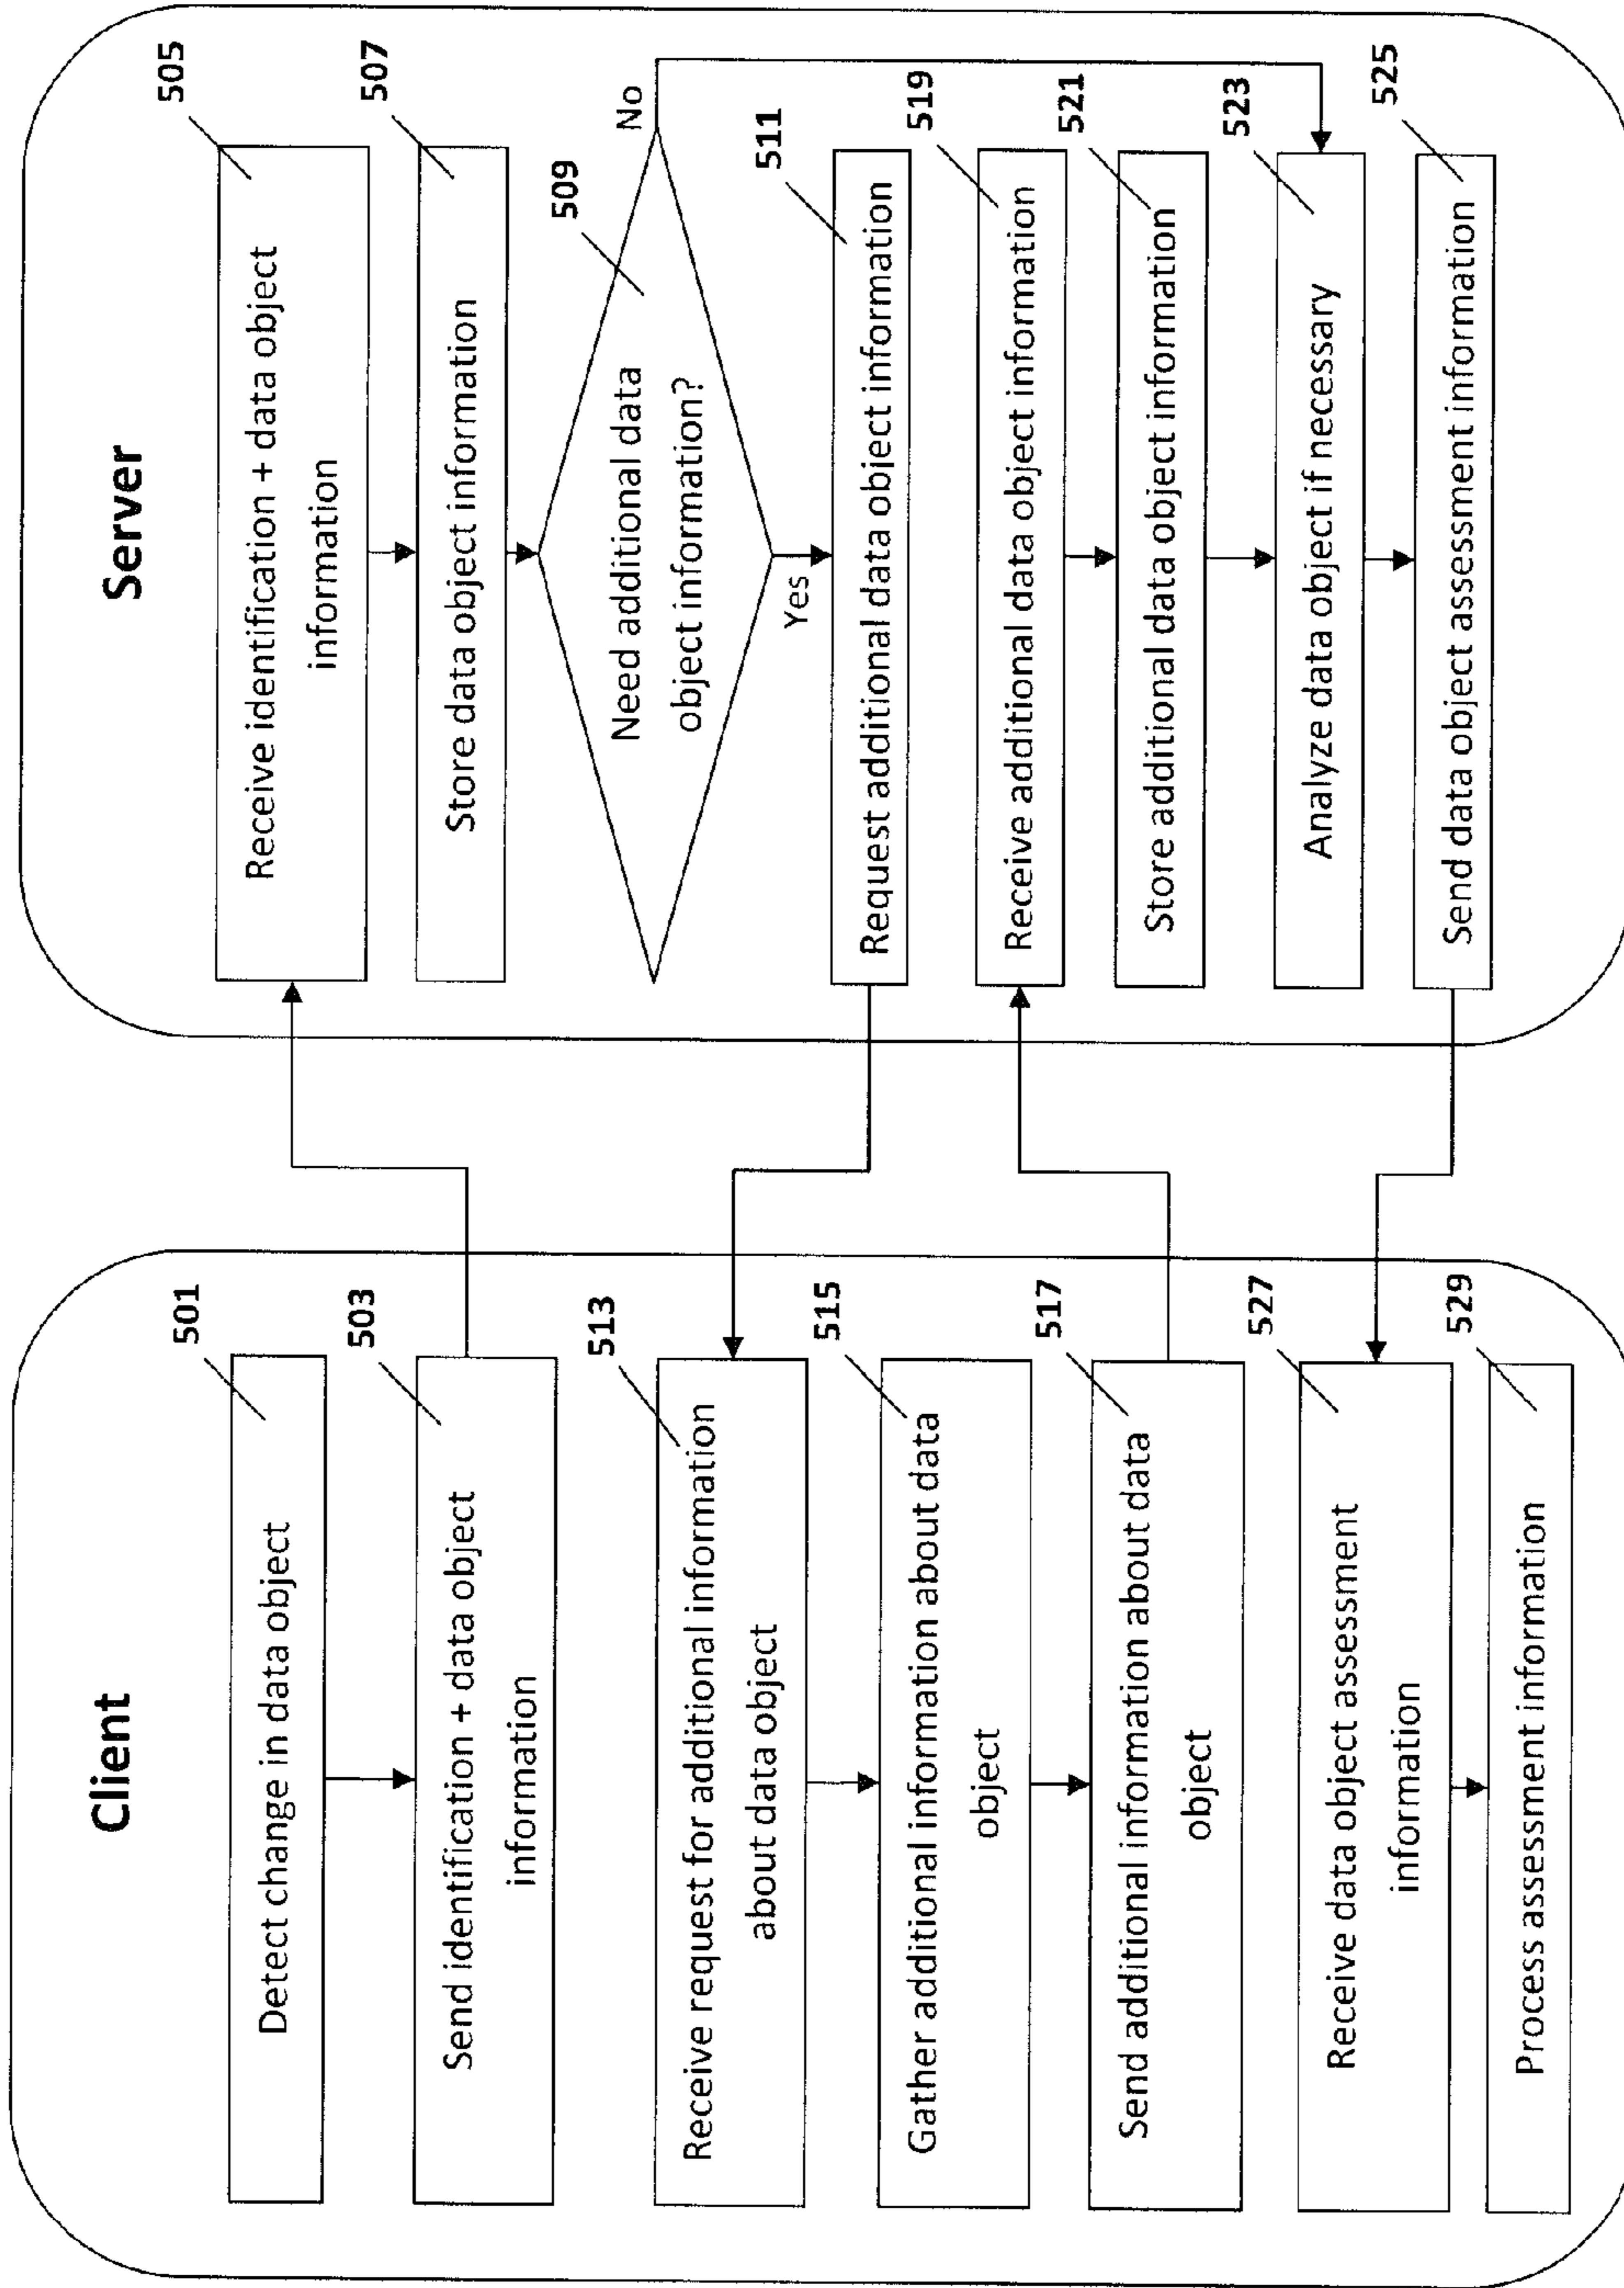 Client
501
Detect change in data object
503
Send identification + data object
information
513
Receive request for additional information
about data object
515
Gather additional information about data
object
517
Send additional information about data
object
527
Receive data object assessment
information
529
Process assessment information
Server
505
Receive identification + data object
information
507
Store data object information
509
Need additional data
object information?
No
Yes
511
Request additional data object information
519
Receive additional data object information
521
Store additional data object information
523
Analyze data object if necessary
525
Send data object assessment information